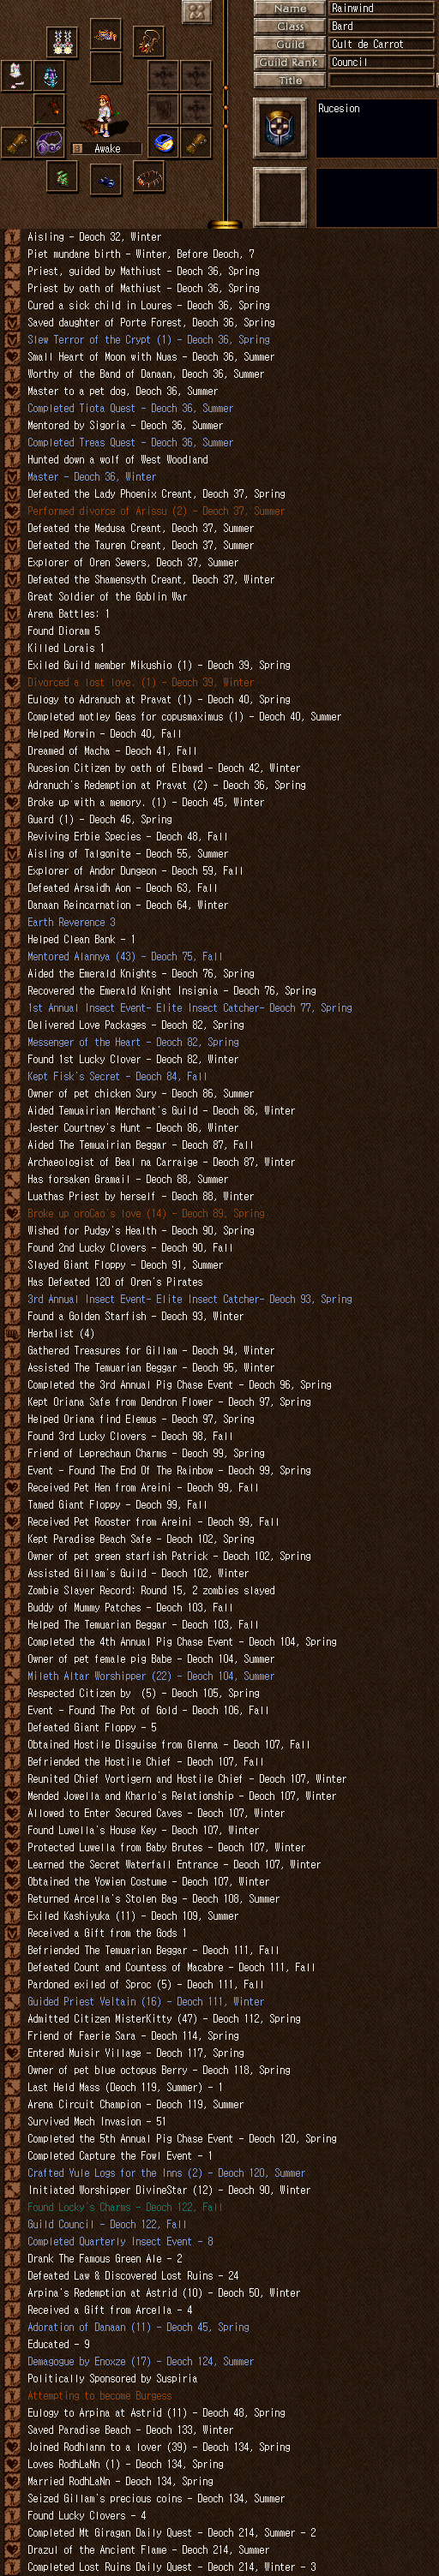 Name Rainwind
Class Bard
Guild Cult de Carrot
Guild Rank Council
Title
Rucesion
Awake
Aisling - Deoch 32, Winter
Piet mundane birth - Winter, Before Deoch, 7
Priest, guided by Mathiust - Deoch 36, Spring
Priest by oath of Mathiust - Deoch 36, Spring
Cured a sick child in Loures - Deoch 36, Spring
Saved daughter of Porte Forest, Deoch 36, Spring
Slew Terror of the Crypt (1) - Deoch 36, Spring
Small Heart of Moon with Nuas - Deoch 36, Summer
Worthy of the Band of Danaan, Deoch 36, Summer
Master to a pet dog, Deoch 36, Summer
Completed Tiota Quest - Deoch 36, Summer
Mentored by Sigoria - Deoch 36, Summer
Completed Treas Quest - Deoch 36, Summer
Hunted down a wolf of West Woodland
Master - Deoch 36, Winter
Defeated the Lady Phoenix Creant, Deoch 37, Spring
Performed divorce of Arissu (2) - Deoch 37, Summer
Defeated the Medusa Creant, Deoch 37, Summer
Defeated the Tauren Creant, Deoch 37, Summer
Explorer of Oren Sewers, Deoch 37, Summer
Defeated the Shamensyth Creant, Deoch 37, Winter
Great Soldier of the Goblin War
Arena Battles: 1
Found Dioram 5
Killed Lorais 1
Exiled Guild member Mikushio (1) - Deoch 39, Spring
Divorced a lost love. (1) - Deoch 39, Winter
Eulogy to Adranuch at Pravat (1) - Deoch 40, Spring
Completed motley Geas for copusmaximus (1) - Deoch 40, Summer
Helped Morwin - Deoch 40, Fall
Dreamed of Macha - Deoch 41, Fall
Rucesion Citizen by oath of Elbawd - Deoch 42, Winter
Adranuch's Redemption at Pravat (2) - Deoch 36, Spring
Broke up with a memory. (1) - Deoch 45, Winter
Guard (1) - Deoch 46, Spring
Reviving Erbie Species - Deoch 48, Fall
Aisling of Talgonite - Deoch 55, Summer
Explorer of Andor Dungeon - Deoch 59, Fall
Defeated Arsaidh Aon - Deoch 63, Fall
Danaan Reincarnation - Deoch 64, Winter
Earth Reverence 3
Helped Clean Bank - 1
Mentored Alannya (43) - Deoch 75, Fall
Aided the Emerald Knights - Deoch 76, Spring
Recovered the Emerald Knight Insignia - Deoch 76, Spring
1st Annual Insect Event- Elite Insect Catcher- Deoch 77, Spring
Delivered Love Packages - Deoch 82, Spring
Messenger of the Heart - Deoch 82, Spring
Found 1st Lucky Clover - Deoch 82, Winter
Kept Fisk's Secret - Deoch 84, Fall
Owner of pet chicken Sury - Deoch 86, Summer
Aided Temuairian Merchant's Guild - Deoch 86, Winter
Jester Courtney's Hunt - Deoch 86, Winter
Aided The Temuairian Beggar - Deoch 87, Fall
Archaeologist of Beal na Carraige - Deoch 87, Winter
Has forsaken Gramail - Deoch 88, Summer
Luathas Priest by herself - Deoch 88, Winter
Broke up oroCao's love (14) - Deoch 89, Spring
Wished for Pudgy's Health - Deoch 90, Spring
Found 2nd Lucky Clovers - Deoch 90, Fall
Slayed Giant Floppy - Deoch 91, Summer
Has Defeated 120 of Oren's Pirates
3rd Annual Insect Event- Elite Insect Catcher- Deoch 93, Spring
Found a Golden Starfish - Deoch 93, Winter
Herbalist (4)
Gathered Treasures for Gillam - Deoch 94, Winter
Assisted The Temuarian Beggar - Deoch 95, Winter
Completed the 3rd Annual Pig Chase Event - Deoch 96, Spring
Kept Oriana Safe from Dendron Flower - Deoch 97, Spring
Helped Oriana find Elemus - Deoch 97, Spring
Found 3rd Lucky Clovers - Deoch 98, Fall
Friend of Leprechaun Charms - Deoch 99, Spring
Event - Found The End Of The Rainbow - Deoch 99, Spring
Received Pet Hen from Areini - Deoch 99, Fall
Tamed Giant Floppy - Deoch 99, Fall
Received Pet Rooster from Areini - Deoch 99, Fall
Kept Paradise Beach Safe - Deoch 102, Spring
Owner of pet green starfish Patrick - Deoch 102, Spring
Assisted Gillam's Guild - Deoch 102, Winter
Zombie Slayer Record: Round 15, 2 zombies slayed
Buddy of Mummy Patches - Deoch 103, Fall
Helped The Temuarian Beggar - Deoch 103, Fall
Completed the 4th Annual Pig Chase Event - Deoch 104, Spring
Owner of pet female pig Babe - Deoch 104, Summer
Mileth Altar Worshipper (22) - Deoch 104, Summer
Respected Citizen by  (5) - Deoch 105, Spring
Event - Found The Pot of Gold - Deoch 106, Fall
Defeated Giant Floppy - 5
Obtained Hostile Disguise from Glenna - Deoch 107, Fall
Befriended the Hostile Chief - Deoch 107, Fall
Reunited Chief Vortigern and Hostile Chief - Deoch 107, Winter
Mended Jowella and Kharlo's Relationship - Deoch 107, Winter
Allowed to Enter Secured Caves - Deoch 107, Winter
Found Luwella's House Key - Deoch 107, Winter
Protected Luwella from Baby Brutes - Deoch 107, Winter
Learned the Secret Waterfall Entrance - Deoch 107, Winter
Obtained the Yowien Costume - Deoch 107, Winter
Returned Arcella's Stolen Bag - Deoch 108, Summer
Exiled Kashiyuka (11) - Deoch 109, Summer
Received a Gift from the Gods 1
Befriended The Temuarian Beggar - Deoch 111, Fall
Defeated Count and Countess of Macabre - Deoch 111, Fall
Pardoned exiled of Sproc (5) - Deoch 111, Fall
Guided Priest Veltain (16) - Deoch 111, Winter
Admitted Citizen MisterKitty (47) - Deoch 112, Spring
Friend of Faerie Sara - Deoch 114, Spring
Entered Muisir Village - Deoch 117, Spring
Owner of pet blue octopus Berry - Deoch 118, Spring
Last Held Mass (Deoch 119, Summer) - 1
Arena Circuit Champion - Deoch 119, Summer
Survived Mech Invasion - 51
Completed the 5th Annual Pig Chase Event - Deoch 120, Spring
Completed Capture the Fowl Event - 1
Crafted Yule Logs for the Inns (2) - Deoch 120, Summer
Initiated Worshipper DivineStar (12) - Deoch 90, Winter
Found Locky's Charms - Deoch 122, Fall
Guild Council - Deoch 122, Fall
Completed Quarterly Insect Event - 8
Drank The Famous Green Ale - 2
Defeated Law & Discovered Lost Ruins - 24
Arpina's Redemption at Astrid (10) - Deoch 50, Winter
Received a Gift from Arcella - 4
Adoration of Danaan (11) - Deoch 45, Spring
Educated - 9
Demagogue by Enoxze (17) - Deoch 124, Summer
Politically Sponsored by Suspiria
Attempting to become Burgess
Eulogy to Arpina at Astrid (11) - Deoch 48, Spring
Saved Paradise Beach - Deoch 133, Winter
Joined Rodhlann to a lover (39) - Deoch 134, Spring
Loves RodhLaNn (1) - Deoch 134, Spring
Married RodhLaNn - Deoch 134, Spring
Seized Gillam's precious coins - Deoch 134, Summer
Found Lucky Clovers - 4
Completed Mt Giragan Daily Quest - Deoch 214, Summer - 2
Drazul of the Ancient Flame - Deoch 214, Summer
Completed Lost Ruins Daily Quest - Deoch 214, Winter - 3